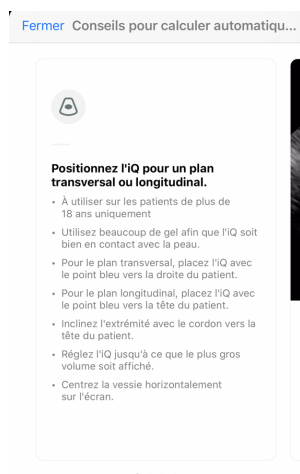 Fermer Conseils pour calculer automatiqu...
Positionnez l'iQ pour un plan
transversal ou longitudinal.
• À utiliser sur les patients de plus de
18 ans uniquement
• Utilisez beaucoup de gel afin que l'iQ soit
bien en contact avec la peau.
• Pour le plan transversal, placez l'iQ avec
le point bleu vers la droite du patient.
• Pour le plan longitudinal, placez l'iQ avec
le point bleu vers la tête du patient.
• Inclinez l'extrémité avec le cordon vers la
tête du patient.
• Réglez l'iQ jusqu'à ce que le plus gros
volume soit affiché.
• Centrez la vessie horizontalement
sur l'écran.